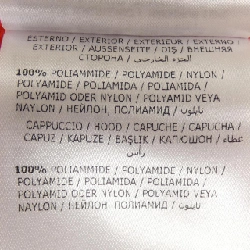 ESTERNO / EXTERIOR / EXTERIEUR / EXTERIOR
EXTERIOR / AUSSENSEITE / DIŞ / ВНЕШНЯЯ
СТОРОНА / الجزء الخارجي
100% POLIAMMIDE / POLYAMIDE / NYLON /
POLYAMIDE / POLIAMIDA / POLIAMIDA /
POLYAMID ODER NYLON / POLYAMID VEYA
NAYLON / НЕЙЛОН, ПОЛИАМИД / نايلون
CAPPUCCIO / HOOD / CAPUCHE / CAPUCHA /
CAPUZ / KAPUZE / BAŞLIK / КАПЮШОН / غطاء
رأس
100% POLIAMMIDE / POLYAMIDE / NYLON /
POLYAMIDE / POLIAMIDA / POLIAMIDA /
POLYAMID ODER NYLON / POLYAMID VEYA
NAYLON / НЕЙЛОН, ПОЛИАМИД / نايلون